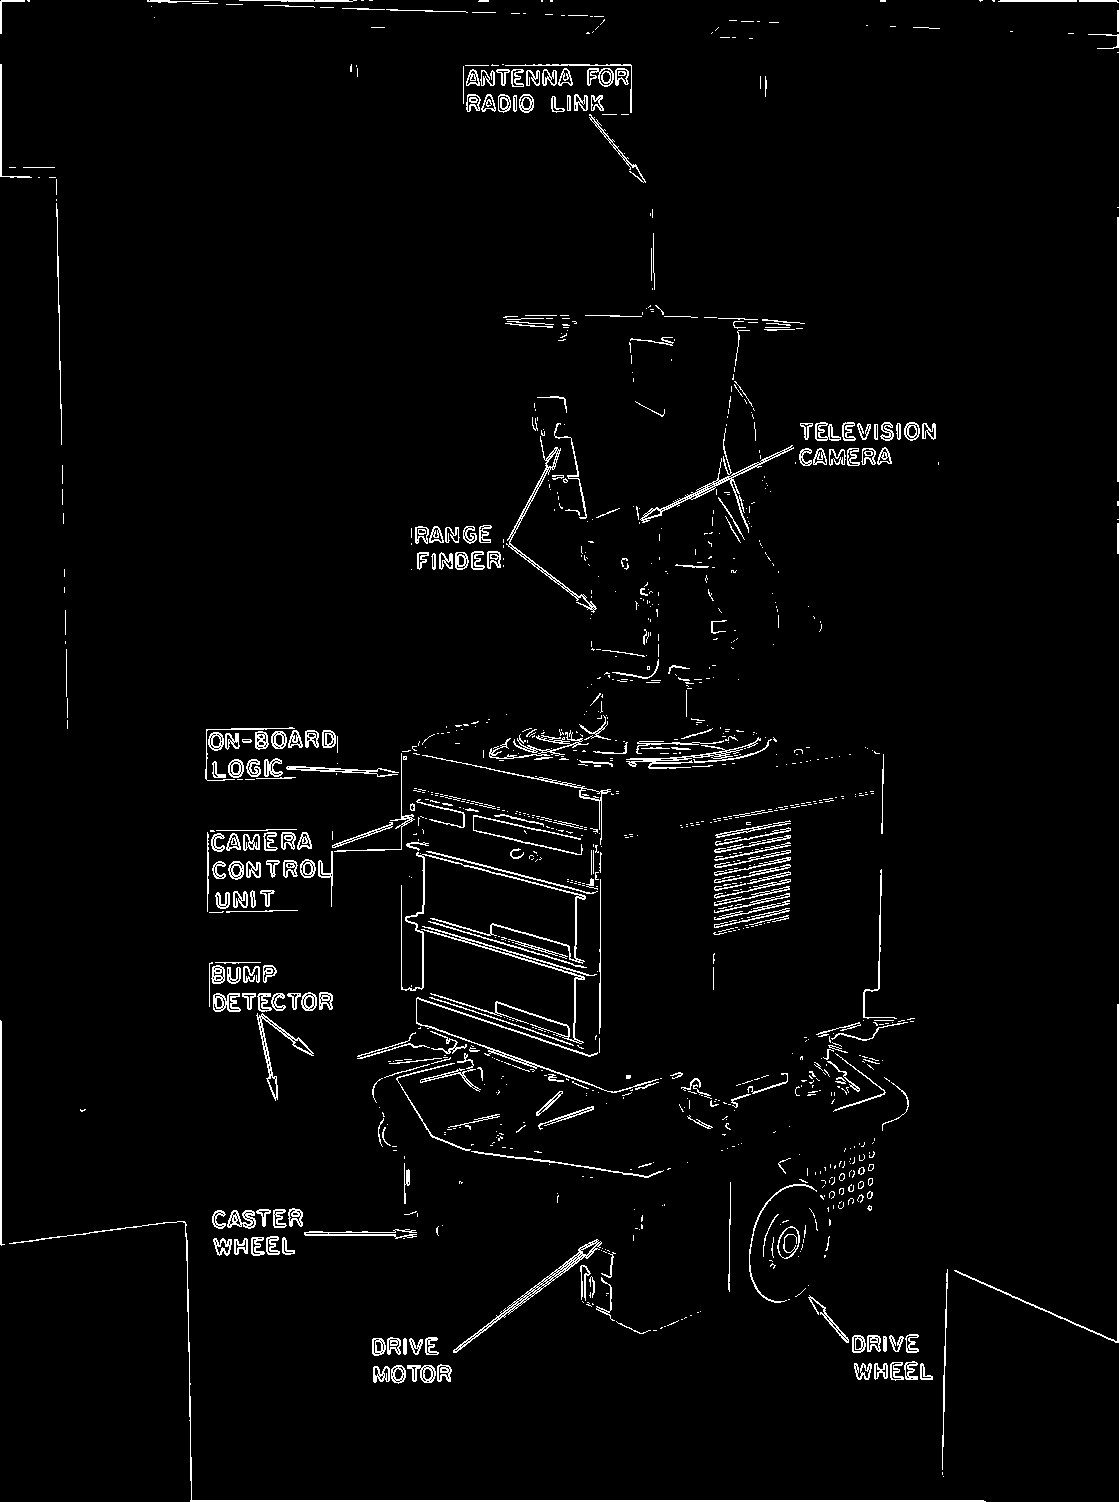 ANTENNA FOR
RADIO LINK
TELEVISION
CAMERA
RANGE
FINDER
ON-BOARD
LOGIC
CAMERA
CONTROL
UNIT
BUMP
DETECTOR
CASTER
WHEEL
DRIVE
MOTOR
DRIVE
WHEEL